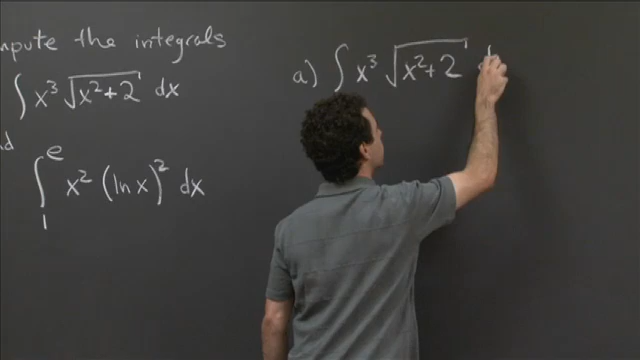 mpute the integrals
∫ x³ √(x²+2) dx
∫₁ᵉ x² (ln x)² dx
a) ∫ x³ √(x²+2) d